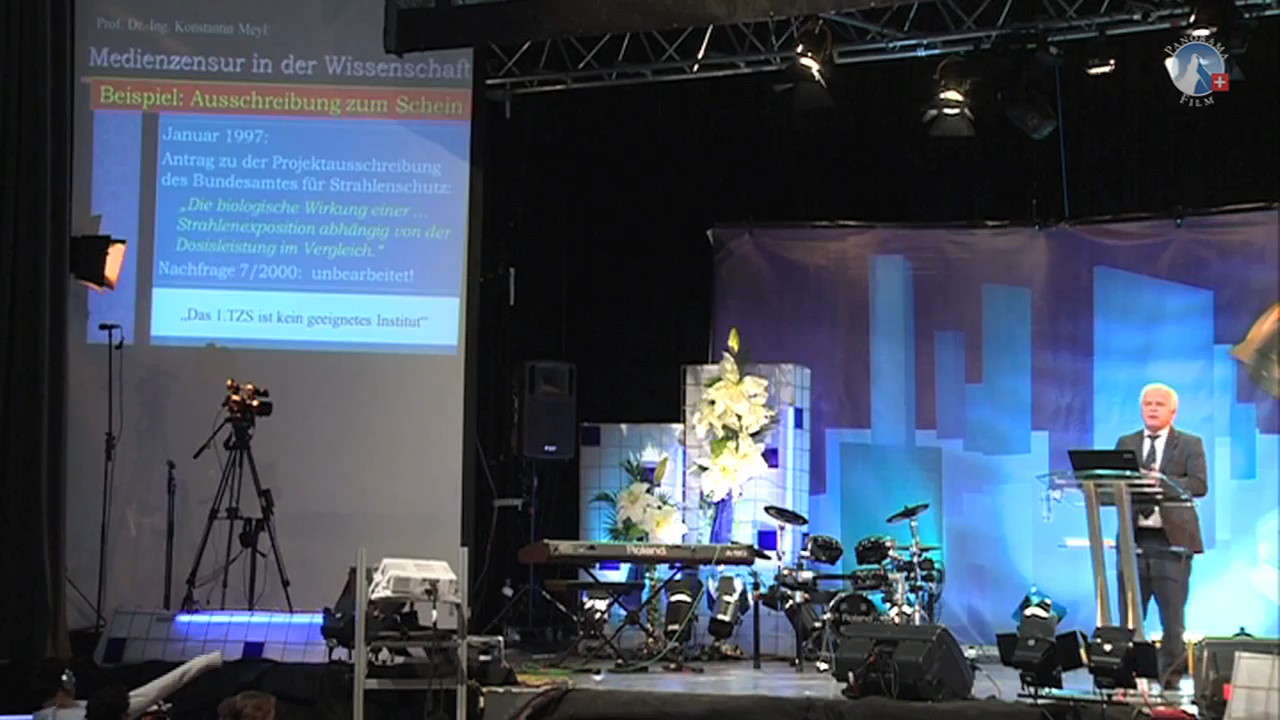 Prof. Dr.-Ing. Konstantin Meyl:
Medienzensur in der Wissenschaft
Beispiel: Ausschreibung zum Schein
Januar 1997:
Antrag zu der Projektausschreibung
des Bundesamtes für Strahlenschutz:
„Die biologische Wirkung einer ...
Strahlenexposition abhängig von der
Dosisleistung im Vergleich."
Nachfrage 7/2000: unbearbeitet!
„Das 1.TZS ist kein geeignetes Institut“
PANORAMA
FILM
Roland
Roland